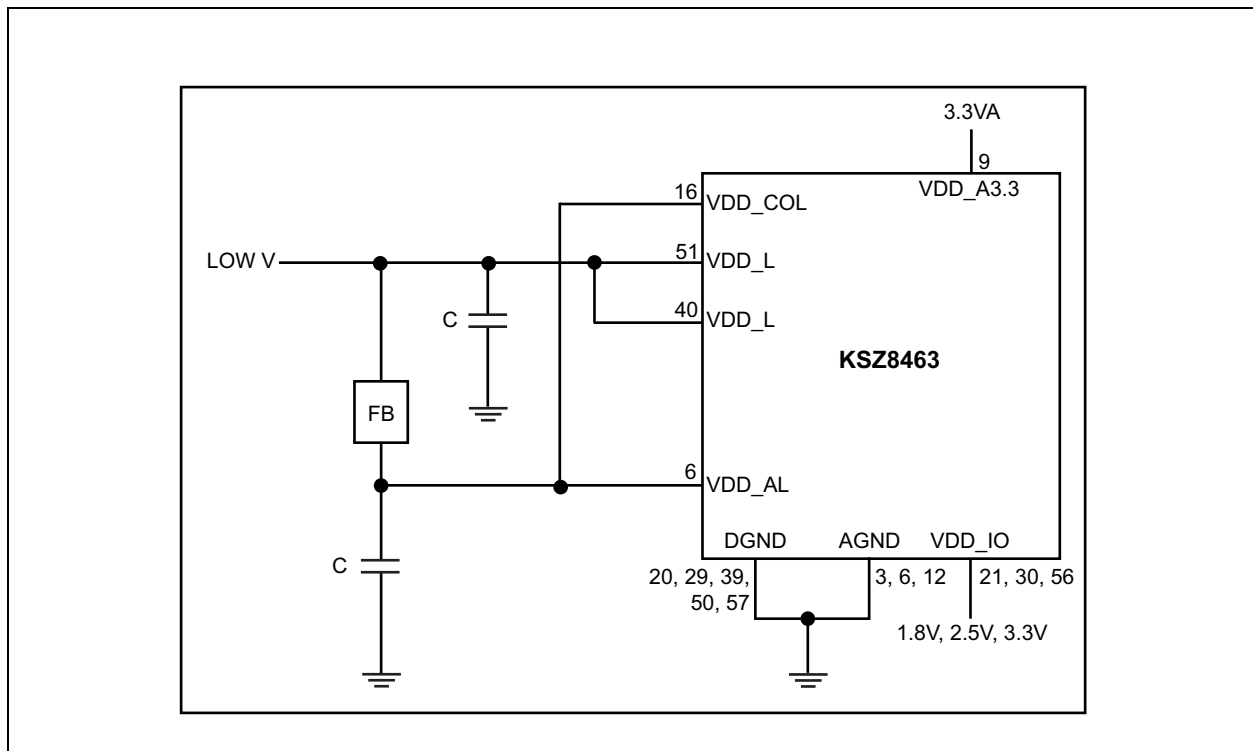 3.3VA
9
VDD_A3.3
16
VDD_COL
LOW V
51
VDD_L
C
40
VDD_L
KSZ8463
FB
6
VDD_AL
DGND
AGND
VDD_IO
C
20, 29, 39,
50, 57
3, 6, 12
21, 30, 56
1.8V, 2.5V, 3.3V